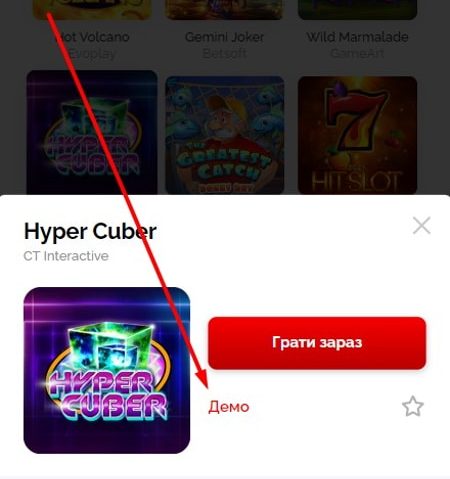 Hot Volcano
Evoplay
Gemini Joker
Betsoft
Wild Marmalade
GameArt
HYPER
CUBER
THE
GREATEST
CATCH
BONUS BUY
7
HIT SLOT
Hyper Cuber
CT Interactive
HYPER
CUBER
Грати зараз
Демо